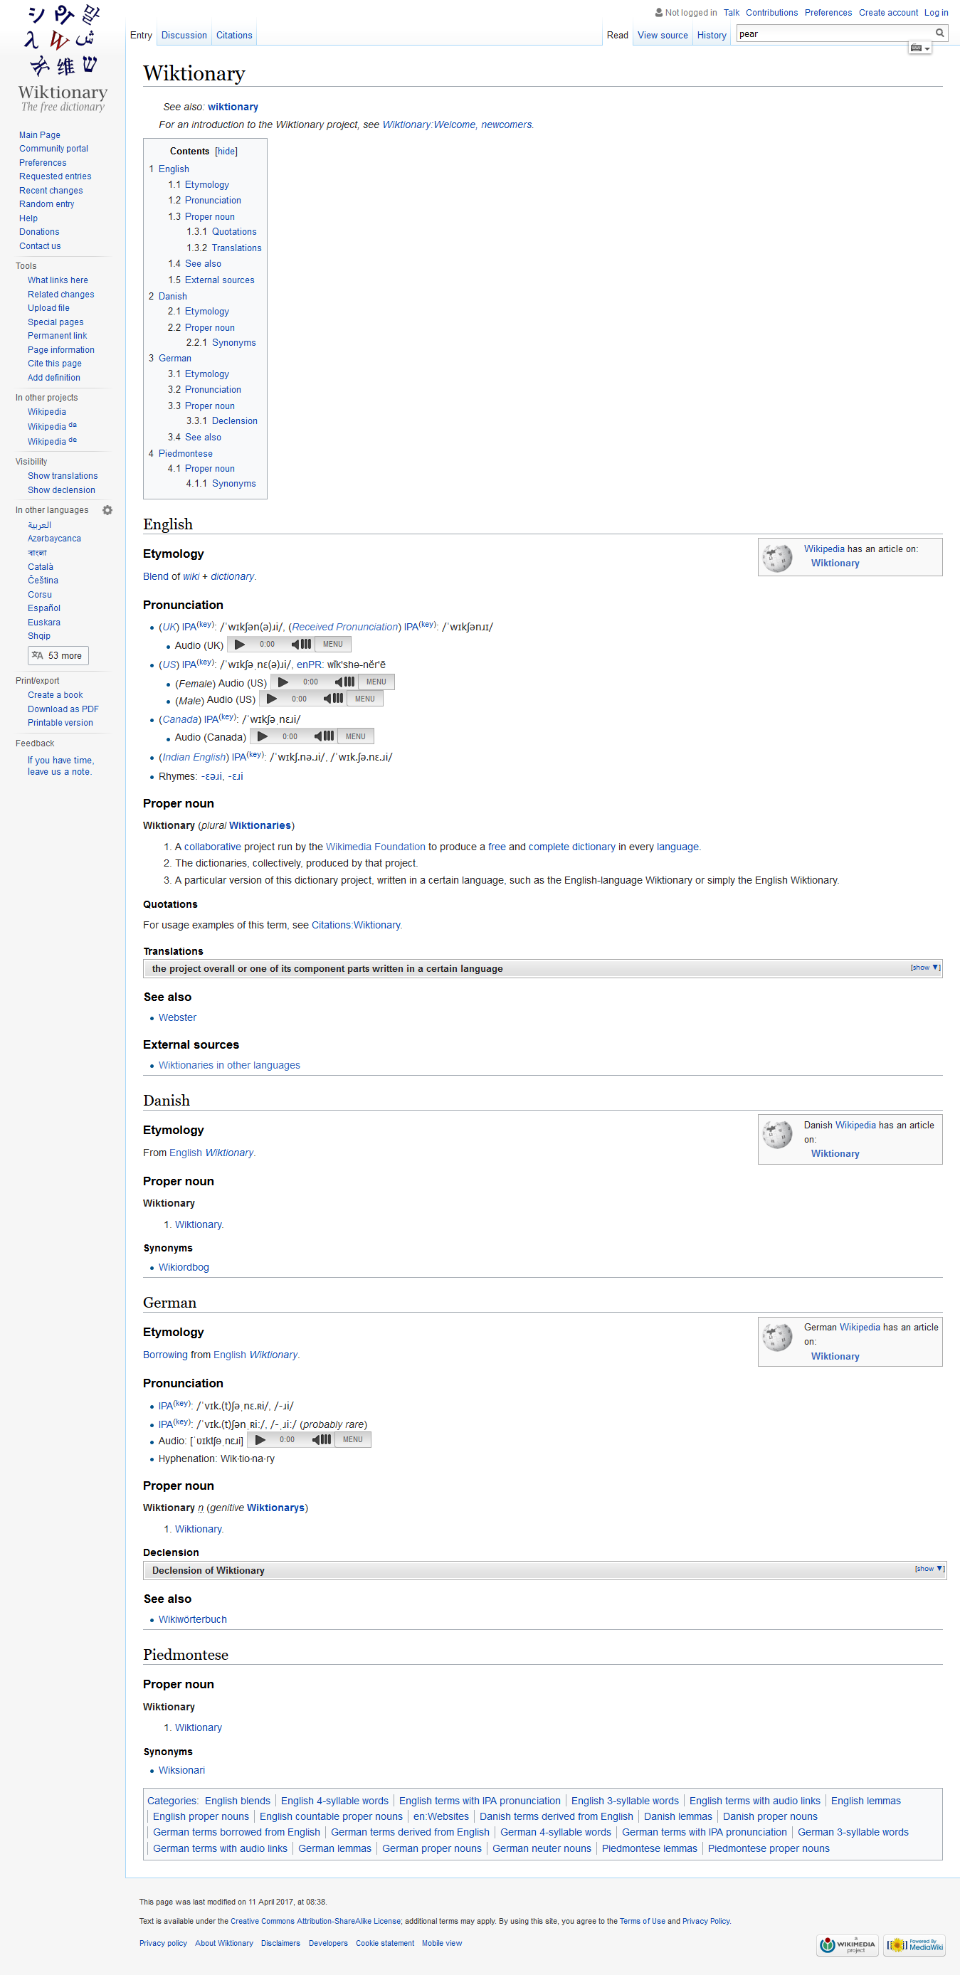 Not logged in Talk Contributions Preferences Create account Log in
Entry Discussion Citations Read View source History pear
Wiktionary
The free dictionary
Main Page
Community portal
Preferences
Requested entries
Recent changes
Random entry
Help
Donations
Contact us
Tools
What links here
Related changes
Upload file
Special pages
Permanent link
Page information
Cite this page
Add definition
In other projects
Wikipedia
Wikipedia da
Wikipedia de
Visibility
Show translations
Show declension
In other languages
العربية
Azərbaycanca
বাংলা
Català
Čeština
Corsu
Español
Euskara
Shqip
53 more
Print/export
Create a book
Download as PDF
Printable version
Feedback
If you have time,
leave us a note.
Wiktionary
See also: wiktionary
For an introduction to the Wiktionary project, see Wiktionary:Welcome, newcomers.
Contents [hide]
1 English
1.1 Etymology
1.2 Pronunciation
1.3 Proper noun
1.3.1 Quotations
1.3.2 Translations
1.4 See also
1.5 External sources
2 Danish
2.1 Etymology
2.2 Proper noun
2.2.1 Synonyms
3 German
3.1 Etymology
3.2 Pronunciation
3.3 Proper noun
3.3.1 Declension
3.4 See also
4 Piedmontese
4.1 Proper noun
4.1.1 Synonyms
English
Etymology
Wikipedia has an article on:
Wiktionary
Blend of wiki + dictionary.
Pronunciation
• (UK) IPA(key): /ˈwɪkʃən(ə)ɹi/, (Received Pronunciation) IPA(key): /ˈwɪkʃənɹɪ/
• Audio (UK) 0:00 MENU
• (US) IPA(key): /ˈwɪkʃəˌnɛ(ə)ɹi/, enPR: wĭk'shə-nĕr'ē
• (Female) Audio (US) 0:00 MENU
• (Male) Audio (US) 0:00 MENU
• (Canada) IPA(key): /ˈwɪkʃəˌnɛɹi/
• Audio (Canada) 0:00 MENU
• (Indian English) IPA(key): /ˈwɪkʃ.nə.ɹi/, /ˈwɪk.ʃə.nɛ.ɹi/
• Rhymes: -ɛəɹi, -ɛɹi
Proper noun
Wiktionary (plural Wiktionaries)
1. A collaborative project run by the Wikimedia Foundation to produce a free and complete dictionary in every language.
2. The dictionaries, collectively, produced by that project.
3. A particular version of this dictionary project, written in a certain language, such as the English-language Wiktionary or simply the English Wiktionary.
Quotations
For usage examples of this term, see Citations:Wiktionary.
Translations
the project overall or one of its component parts written in a certain language [show ▼]
See also
• Webster
External sources
• Wiktionaries in other languages
Danish
Etymology
Danish Wikipedia has an article
on:
Wiktionary
From English Wiktionary.
Proper noun
Wiktionary
1. Wiktionary.
Synonyms
• Wikiordbog
German
Etymology
German Wikipedia has an article
on:
Wiktionary
Borrowing from English Wiktionary.
Pronunciation
• IPA(key): /ˈvɪk.(t)ʃəˌnɛ.ʀi/, /-ɹi/
• IPA(key): /ˈvɪk.(t)ʃənˌʀiː/, /-ˌɹiː/ (probably rare)
• Audio: [ˈʋɪktʃəˌnɛɹi] 0:00 MENU
• Hyphenation: Wik·tio·na·ry
Proper noun
Wiktionary n (genitive Wiktionarys)
1. Wiktionary.
Declension
Declension of Wiktionary [show ▼]
See also
• Wikiwörterbuch
Piedmontese
Proper noun
Wiktionary
1. Wiktionary
Synonyms
• Wiksionari
Categories: English blends | English 4-syllable words | English terms with IPA pronunciation | English 3-syllable words | English terms with audio links | English lemmas
| English proper nouns | English countable proper nouns | en:Websites | Danish terms derived from English | Danish lemmas | Danish proper nouns
| German terms borrowed from English | German terms derived from English | German 4-syllable words | German terms with IPA pronunciation | German 3-syllable words
| German terms with audio links | German lemmas | German proper nouns | German neuter nouns | Piedmontese lemmas | Piedmontese proper nouns
This page was last modified on 11 April 2017, at 08:38.
Text is available under the Creative Commons Attribution-ShareAlike License; additional terms may apply. By using this site, you agree to the Terms of Use and Privacy Policy.
Privacy policy About Wiktionary Disclaimers Developers Cookie statement Mobile view
A WIKIMEDIA project
Powered By MediaWiki